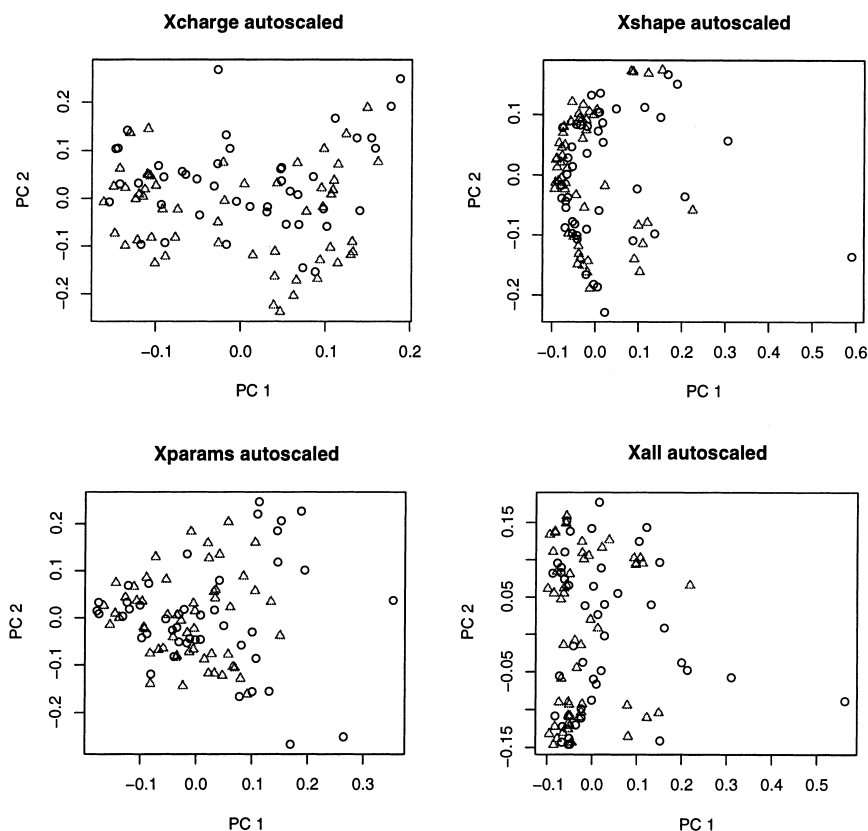 Xcharge autoscaled
PC 2
0.2
0.1
0.0
−0.1
−0.2
−0.1 0.0 0.1 0.2
PC 1
Xshape autoscaled
PC 2
0.1
0.0
−0.2
−0.1 0.0 0.1 0.2 0.3 0.4 0.5 0.6
PC 1
Xparams autoscaled
PC 2
0.2
0.1
0.0
−0.1
−0.2
−0.1 0.0 0.1 0.2 0.3
PC 1
Xall autoscaled
PC 2
0.15
0.05
−0.05
−0.15
−0.1 0.0 0.1 0.2 0.3 0.4 0.5
PC 1